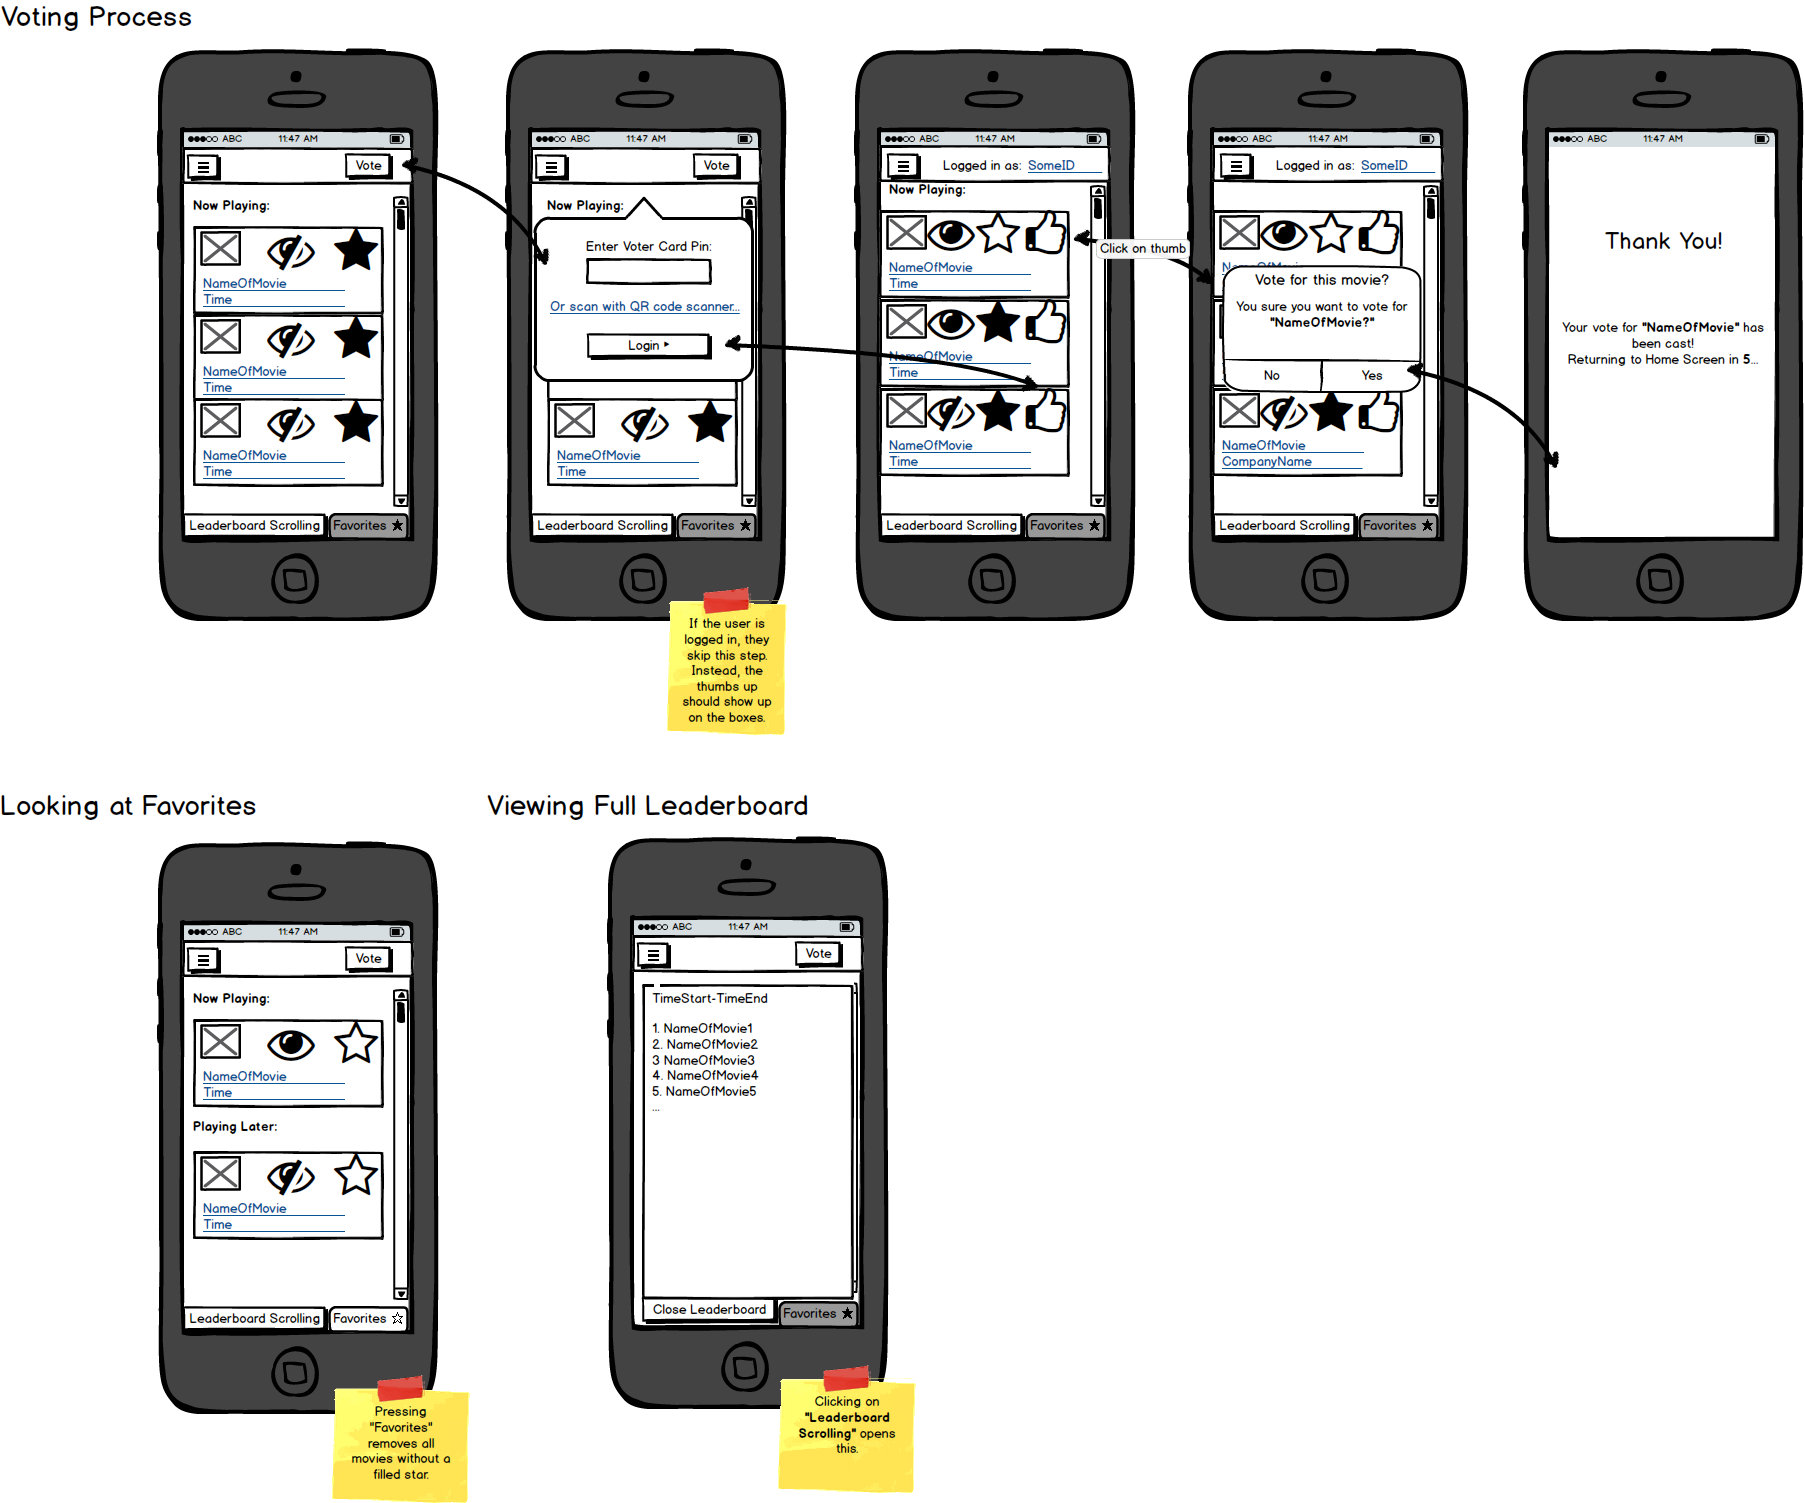 Voting Process
ABC 11:47 AM
Vote
Now Playing:
NameOfMovie
Time
NameOfMovie
Time
NameOfMovie
Time
Leaderboard Scrolling
Favorites
ABC 11:47 AM
Vote
Now Playing:
Enter Voter Card Pin:
Or scan with QR code scanner...
Login
NameOfMovie
Time
Leaderboard Scrolling
Favorites
If the user is
logged in, they
skip this step.
Instead, the
thumbs up
should show up
on the boxes.
ABC 11:47 AM
Logged in as: SomeID
Now Playing:
NameOfMovie
Time
NameOfMovie
Time
NameOfMovie
Time
Leaderboard Scrolling
Favorites
Click on thumb
ABC 11:47 AM
Logged in as: SomeID
Vote for this movie?
You sure you want to vote for
"NameOfMovie?"
No
Yes
NameOfMovie
CompanyName
Leaderboard Scrolling
Favorites
ABC 11:47 AM
Thank You!
Your vote for "NameOfMovie" has
been cast!
Returning to Home Screen in 5...
Looking at Favorites
ABC 11:47 AM
Vote
Now Playing:
NameOfMovie
Time
Playing Later:
NameOfMovie
Time
Leaderboard Scrolling
Favorites
Pressing
"Favorites"
removes all
movies without a
filled star.
Viewing Full Leaderboard
ABC 11:47 AM
Vote
TimeStart-TimeEnd
1. NameOfMovie1
2. NameOfMovie2
3 NameOfMovie3
4. NameOfMovie4
5. NameOfMovie5
...
Close Leaderboard
Favorites
Clicking on
"Leaderboard
Scrolling" opens
this.